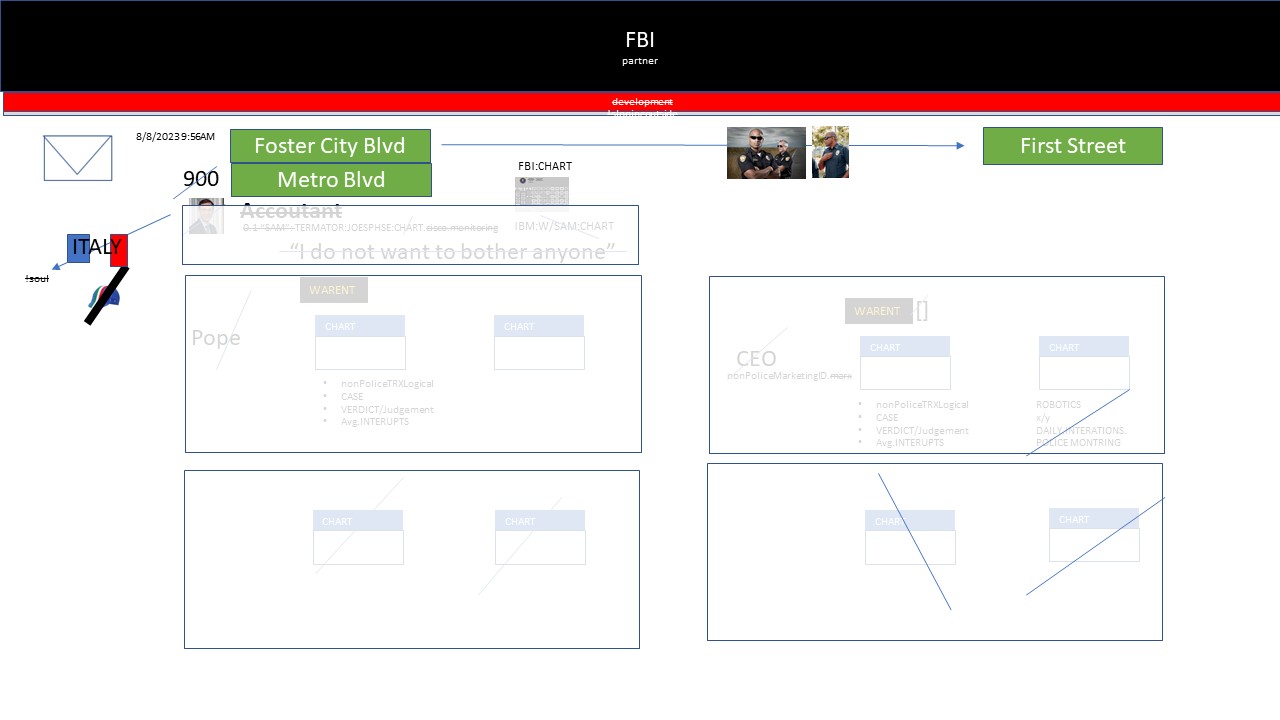 FBI
partner
development
8/8/2023 9:56AM
Foster City Blvd
First Street
900
Metro Blvd
FBI:CHART
Accoutant
0.1 "SAM": TERMATOR:JOESPHSE:CHART.cisco.monitoring
IBM:W/SAM:CHART
"I do not want to bother anyone"
ITALY
!soul
WARENT
Pope
CHART
CHART
nonPoliceTRXLogical
CASE
VERDICT/Judgement
Avg.INTERUPTS
WARENT []
CEO
nonPoliceMarketingID.marx
CHART
CHART
nonPoliceTRXLogical
CASE
VERDICT/Judgement
Avg.INTERUPTS
ROBOTICS
x/y
DAILY INTERATIONS.
POLICE MONTRING
CHART
CHART
CHART
CHART